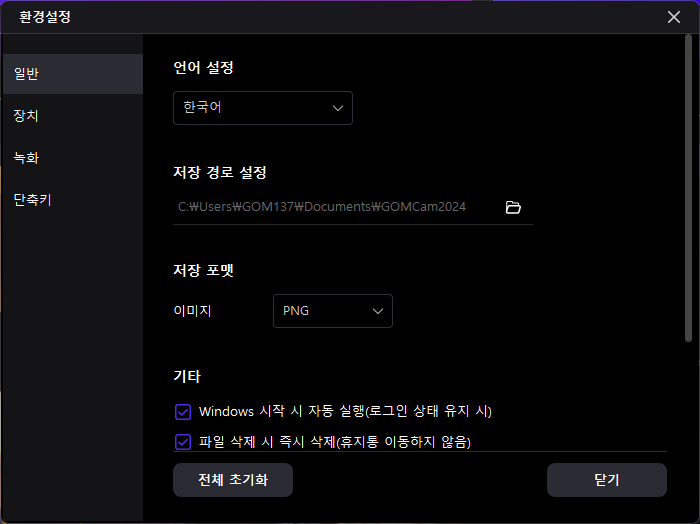 환경설정
일반
장치
녹화
단축키
언어 설정
한국어
저장 경로 설정
C:₩Users₩GOM137₩Documents₩GOMCam2024
저장 포맷
이미지
PNG
기타
Windows 시작 시 자동 실행(로그인 상태 유지 시)
파일 삭제 시 즉시 삭제(휴지통 이동하지 않음)
전체 초기화
닫기